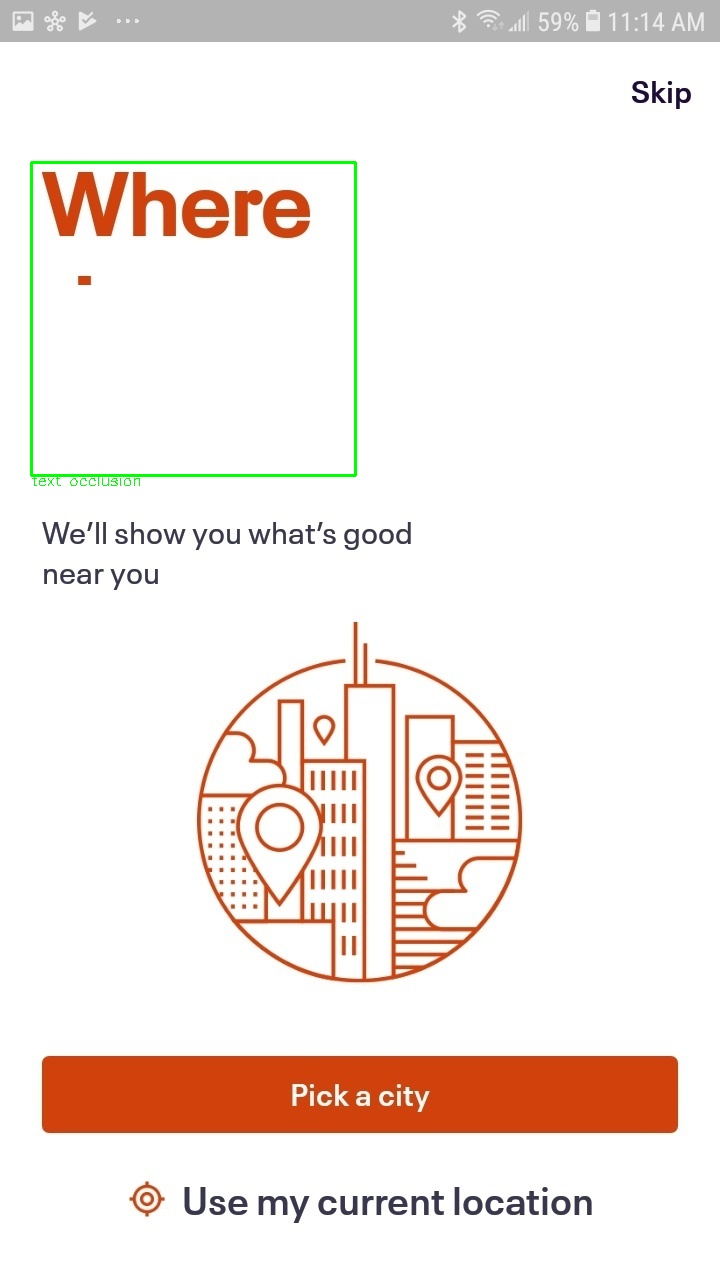 59% 11:14 AM
Skip
Where
text occlusion
We’ll show you what’s good
near you
Pick a city
Use my current location